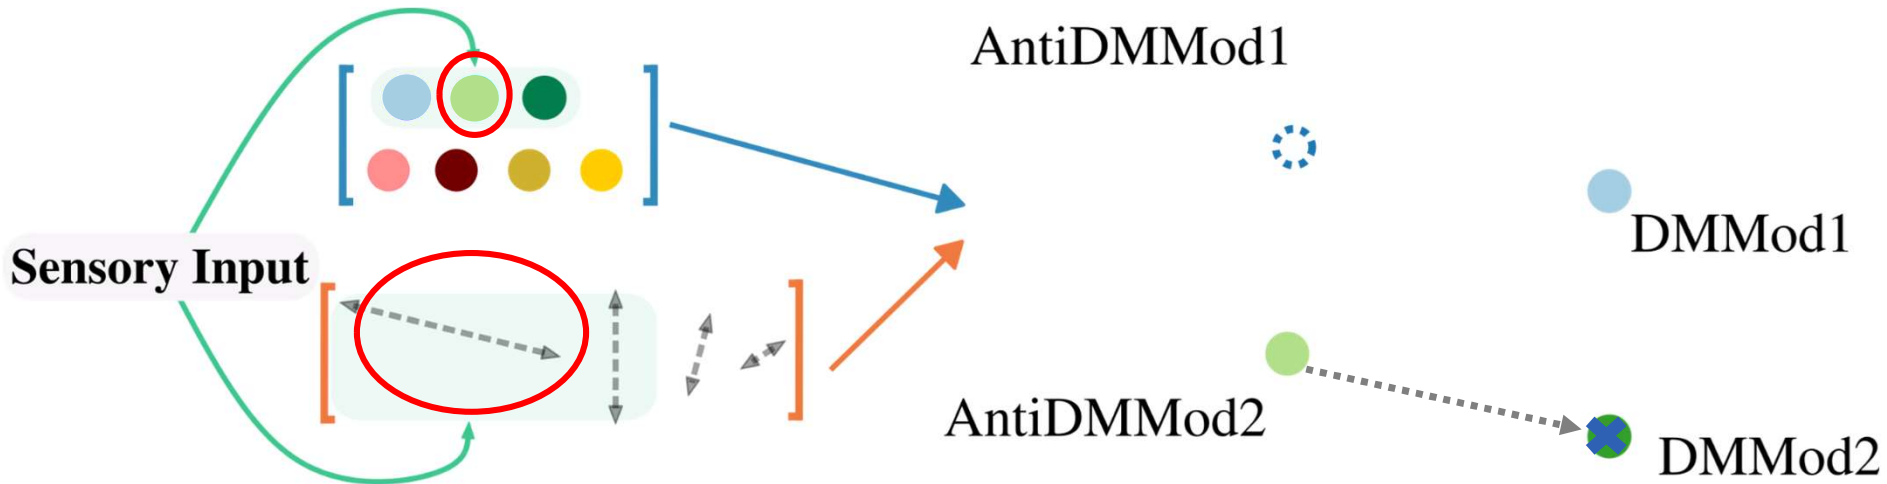 AntiDMMod1
DMMod1
Sensory Input
AntiDMMod2
DMMod2